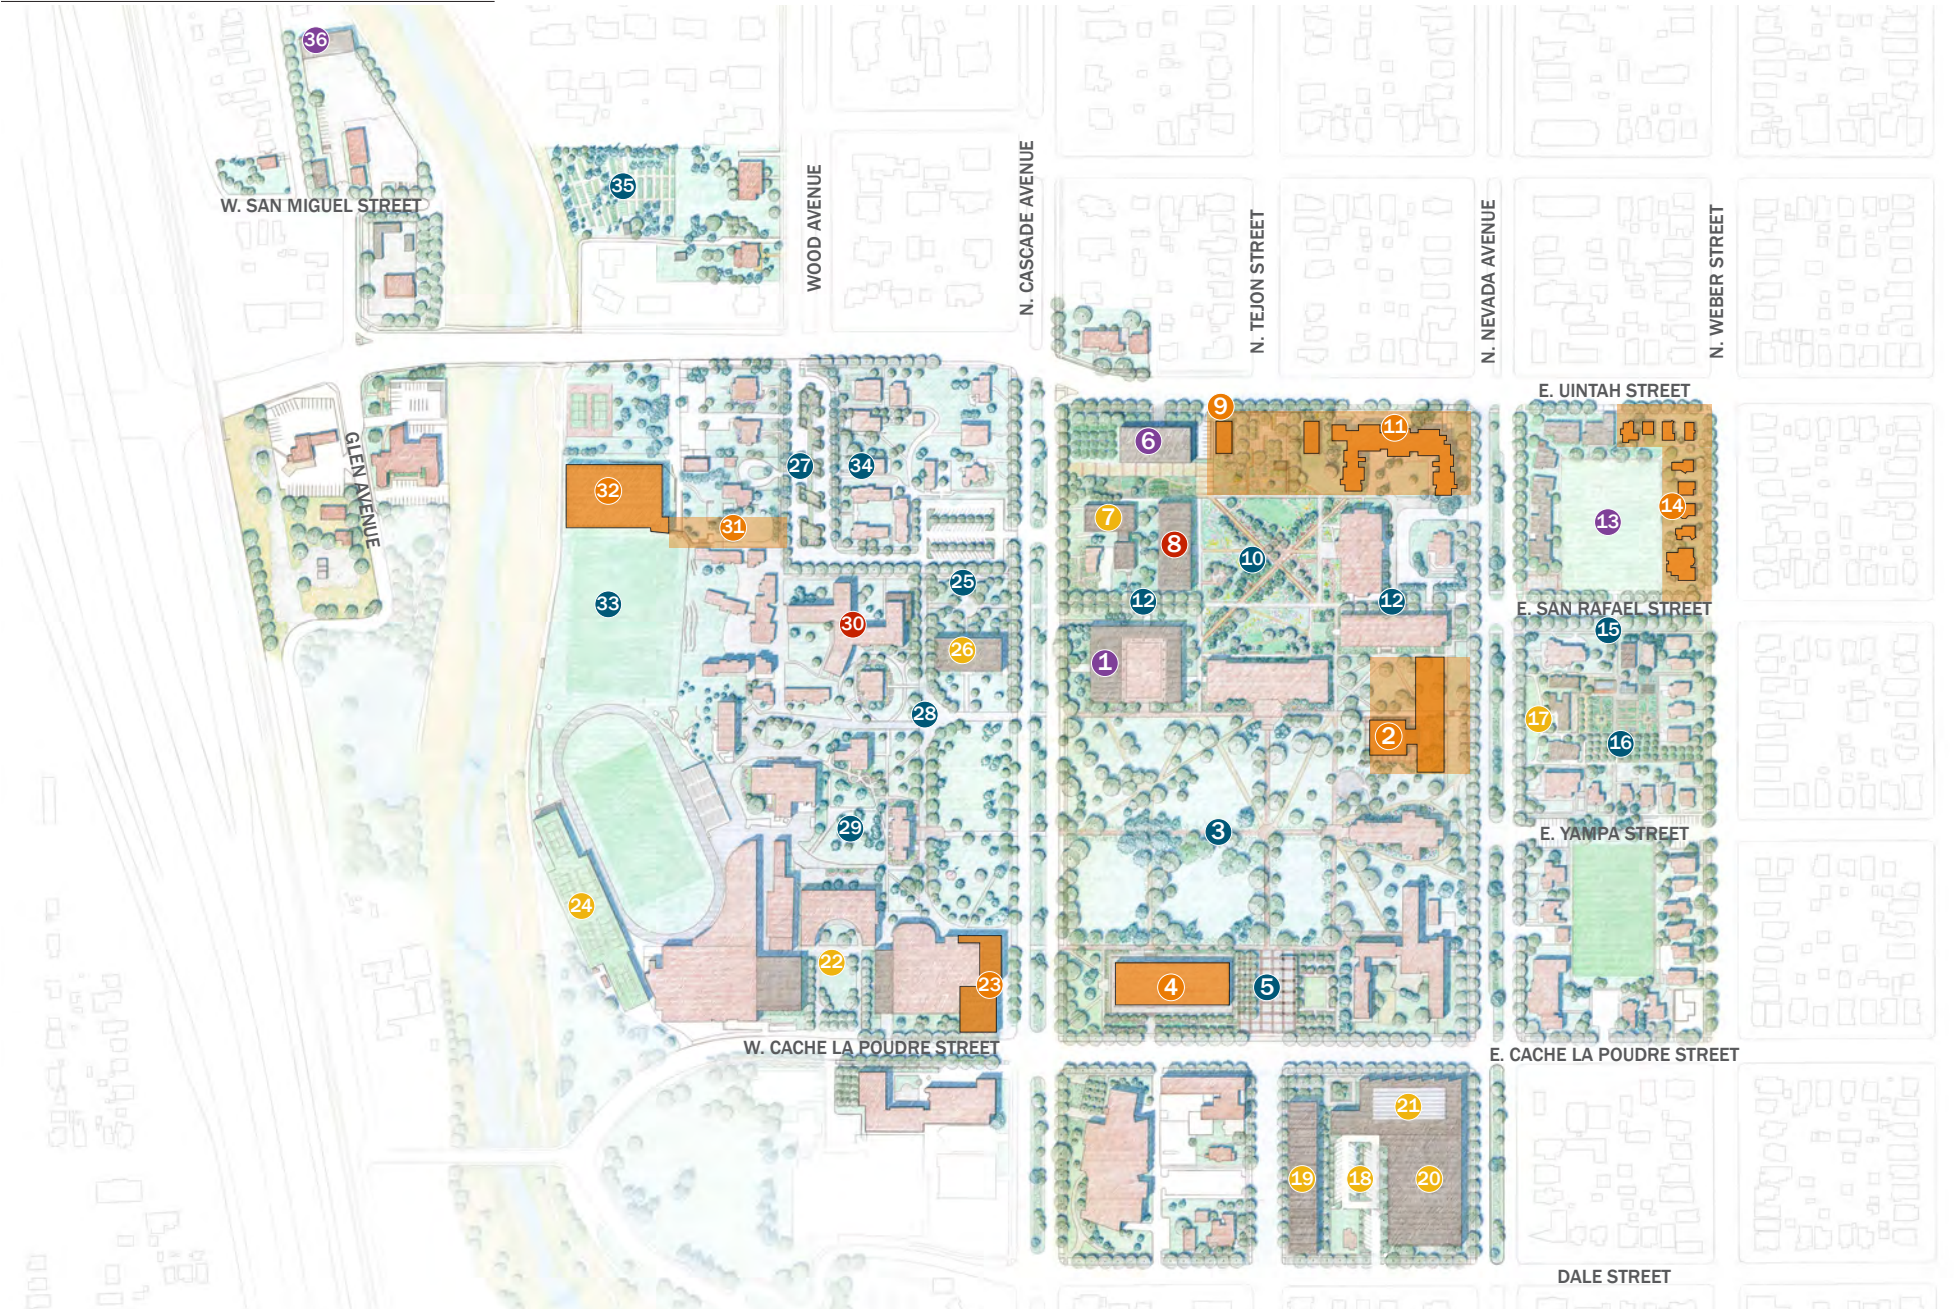 36
35
W. SAN MIGUEL STREET
WOOD AVENUE
N. CASCADE AVENUE
N. TEJON STREET
N. NEVADA AVENUE
N. WEBER STREET
E. UINTAH STREET
9
11
6
27
34
GLEN AVENUE
32
31
7
8
10
14
13
25
33
12
12
E. SAN RAFAEL STREET
30
15
26
1
28
17
2
16
29
3
E. YAMPA STREET
24
22
23
4
5
W. CACHE LA POUDRE STREET
E. CACHE LA POUDRE STREET
21
19
18
20
DALE STREET